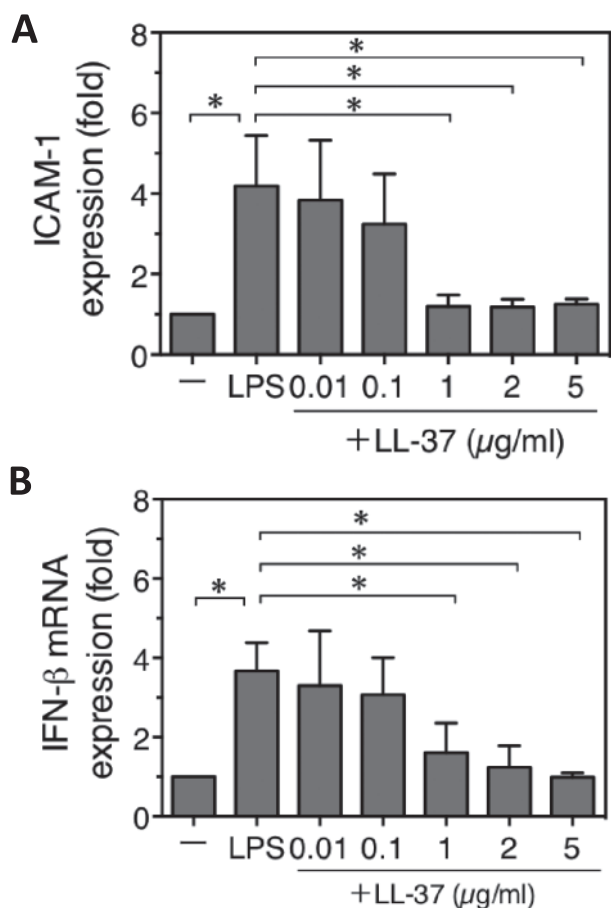 A
ICAM-1
expression (fold)
8
6
4
2
0
*
*
*
*
— LPS 0.01 0.1 1 2 5
+LL-37 (µg/ml)
B
IFN-β mRNA
expression (fold)
8
6
4
2
0
*
*
*
*
— LPS 0.01 0.1 1 2 5
+LL-37 (µg/ml)